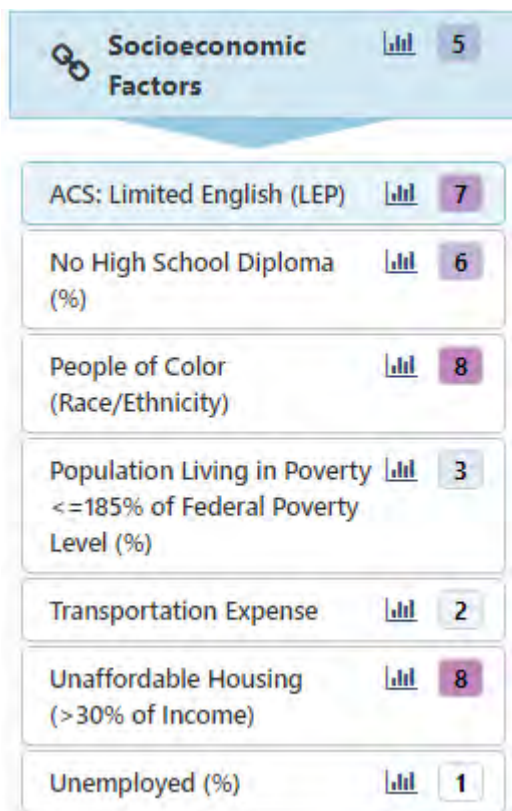 Socioeconomic 5
Factors
ACS: Limited English (LEP) 7
No High School Diploma 6
(%)
People of Color 8
(Race/Ethnicity)
Population Living in Poverty 3
<=185% of Federal Poverty
Level (%)
Transportation Expense 2
Unaffordable Housing 8
(>30% of Income)
Unemployed (%) 1